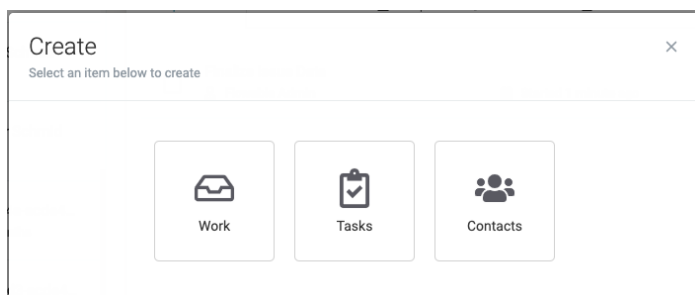 Create
Select an item below to create
Work
Tasks
Contacts